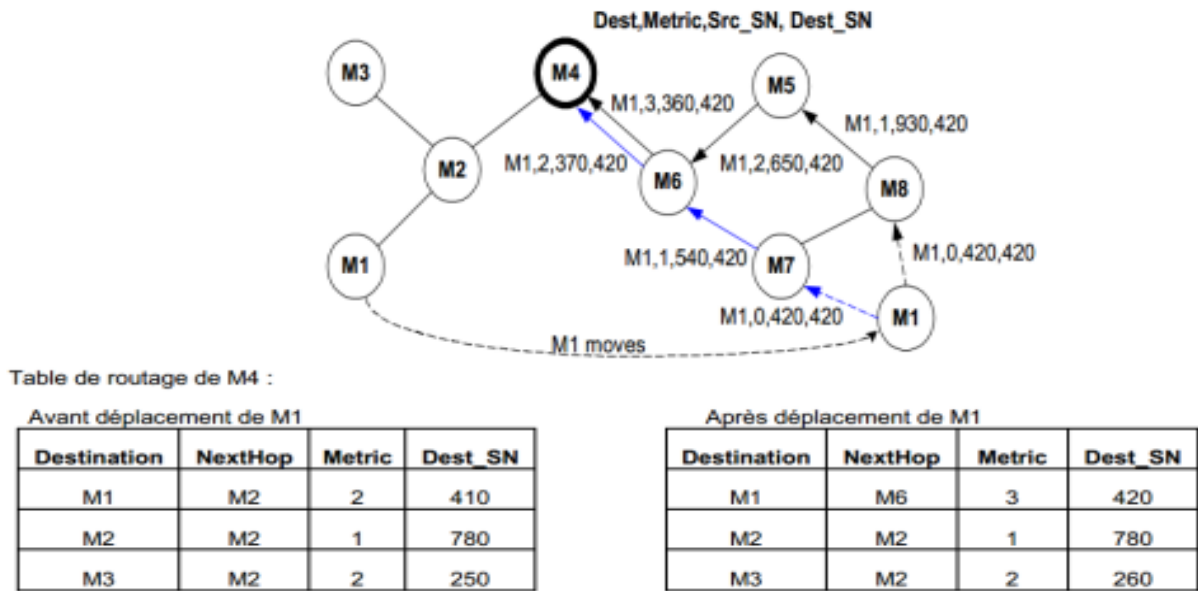 Dest,Metric,Src_SN, Dest_SN
M3
M4
M5
M1,3,360,420
M1,1,930,420
M2
M1,2,370,420
M6
M1,2,650,420
M8
M1
M1,1,540,420
M7
M1,0,420,420
M1,0,420,420
M1
M1 moves
Table de routage de M4 :
Avant déplacement de M1
Destination NextHop Metric Dest_SN
M1 M2 2 410
M2 M2 1 780
M3 M2 2 250
Après déplacement de M1
Destination NextHop Metric Dest_SN
M1 M6 3 420
M2 M2 1 780
M3 M2 2 260